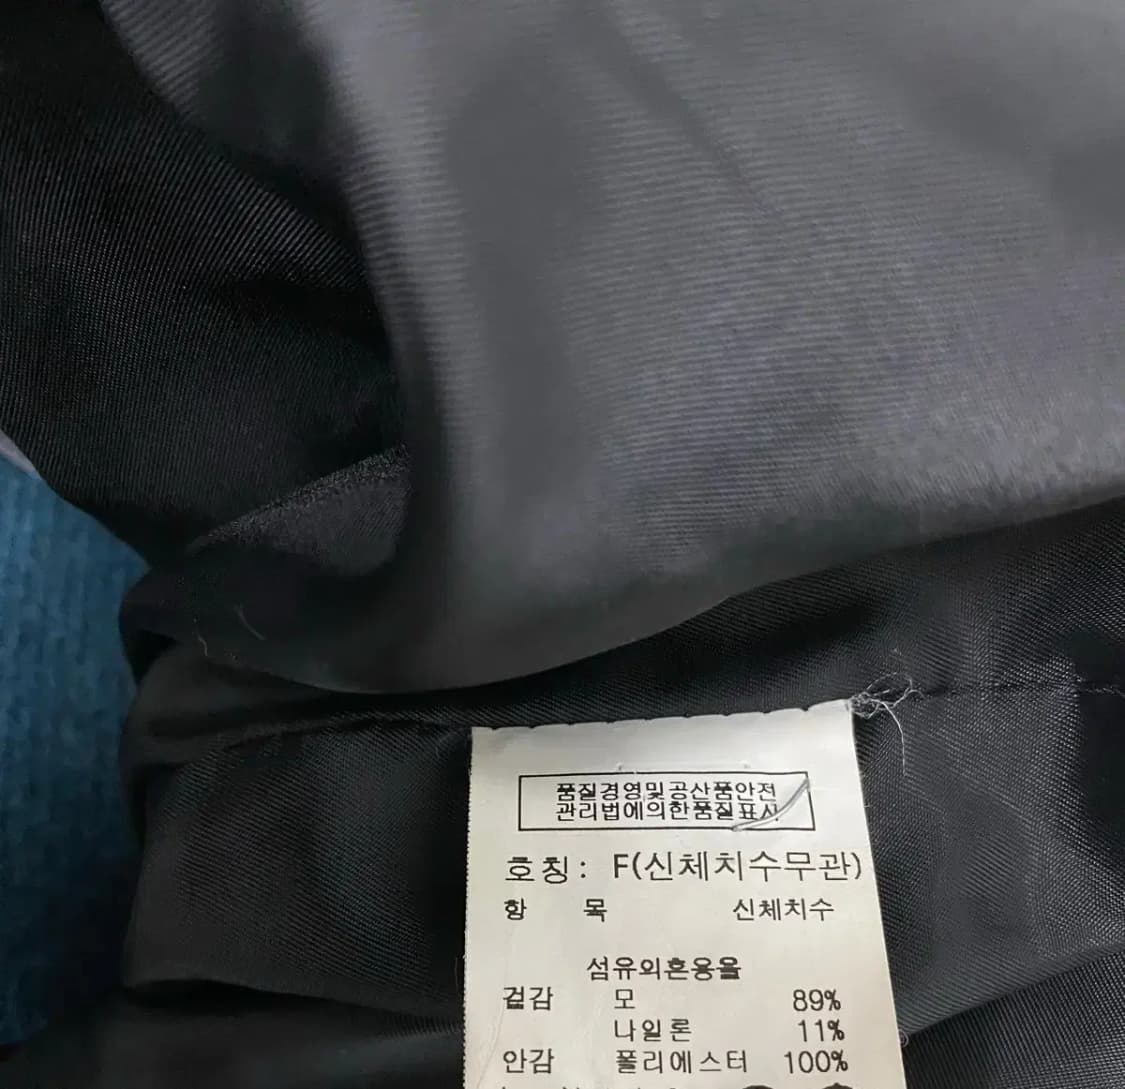 품질경영및공산품안전
관리법에의한품질표시
호칭: F(신체치수무관)
항 목 신체치수
섬유의혼용율
겉감 모 89%
나일론 11%
안감 폴리에스터 100%